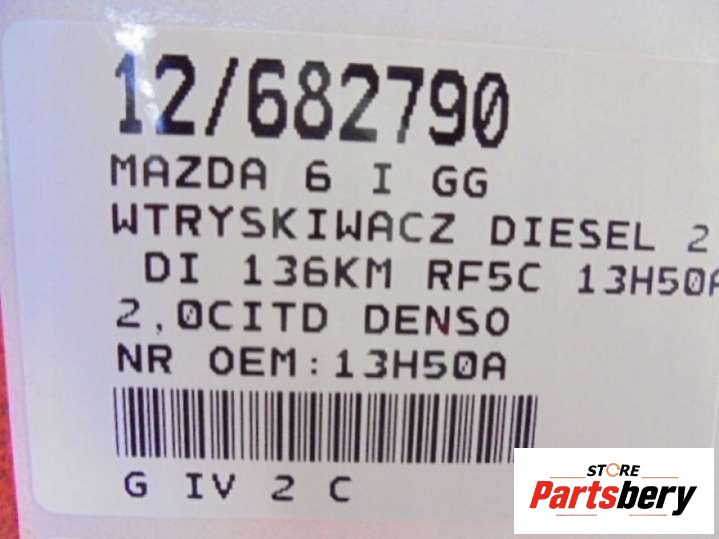 12/682790
MAZDA 6 I GG
WTRYSKIWACZ DIESEL 2
DI 136KM RF5C 13H50A
2,0CITD DENSO
NR OEM:13H50A
G IV 2 C
STORE
Partsbery